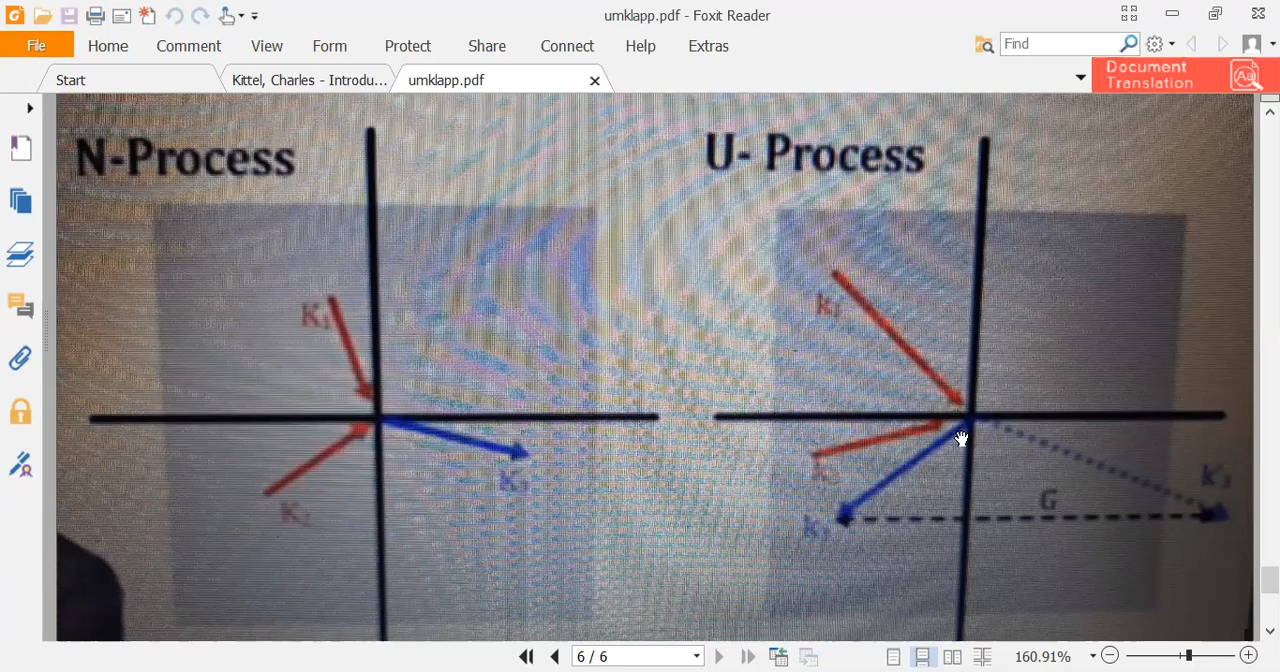 umklapp.pdf - Foxit Reader
File Home Comment View Form Protect Share Connect Help Extras
Find
Start
Kittel, Charles - Introdu...
umklapp.pdf
Document
Translation
N-Process
U- Process
K₁
K₁
K₂
K₂
K₃
K'₃
G
K₃
6 / 6
160.91%